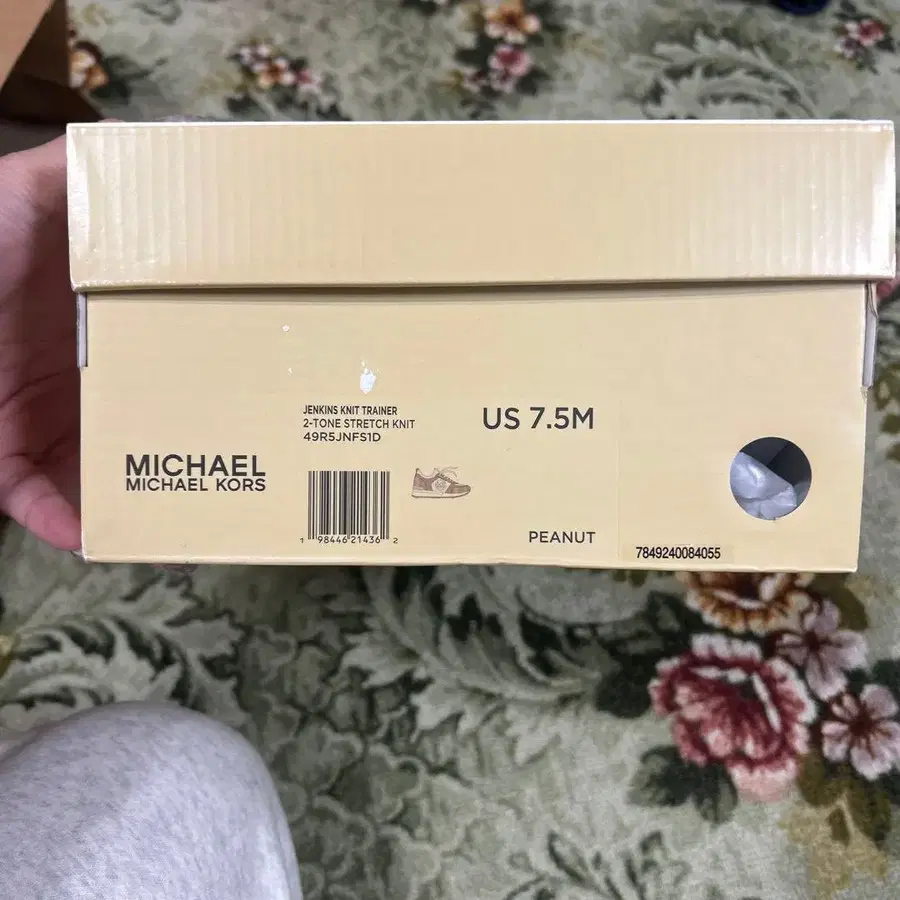 JENKINS KNIT TRAINER
2-TONE STRETCH KNIT
49R5JNFS1D
US 7.5M
MICHAEL
MICHAEL KORS
1 98446 21436 2
PEANUT
7849240084055